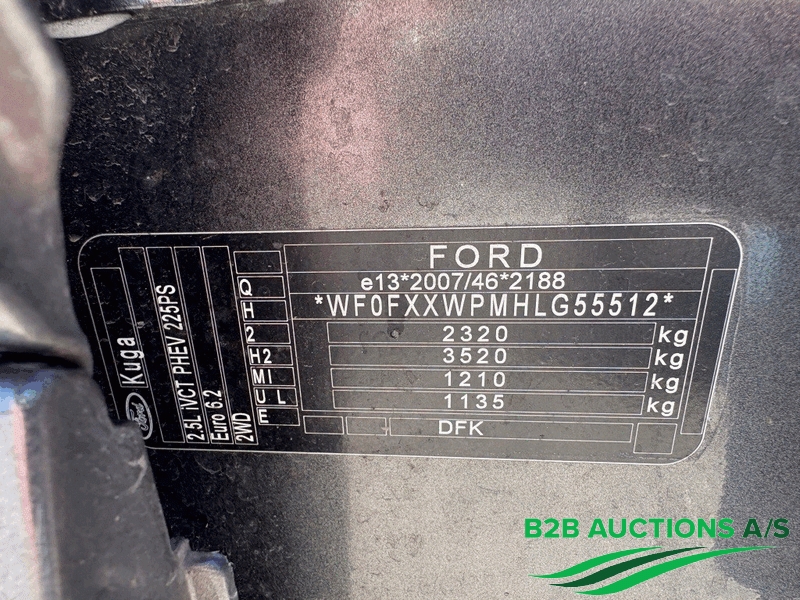 FORD
e13*2007/46*2188
*WF0FXXWPMHLG55512*
2320 kg
3520 kg
1210 kg
1135 kg
DFK
Q
H
2
H2
MI
U L
E
2WD
Euro 6.2
2.5L iVCT PHEV 225PS
Kuga
Ford
B2B AUCTIONS A/S